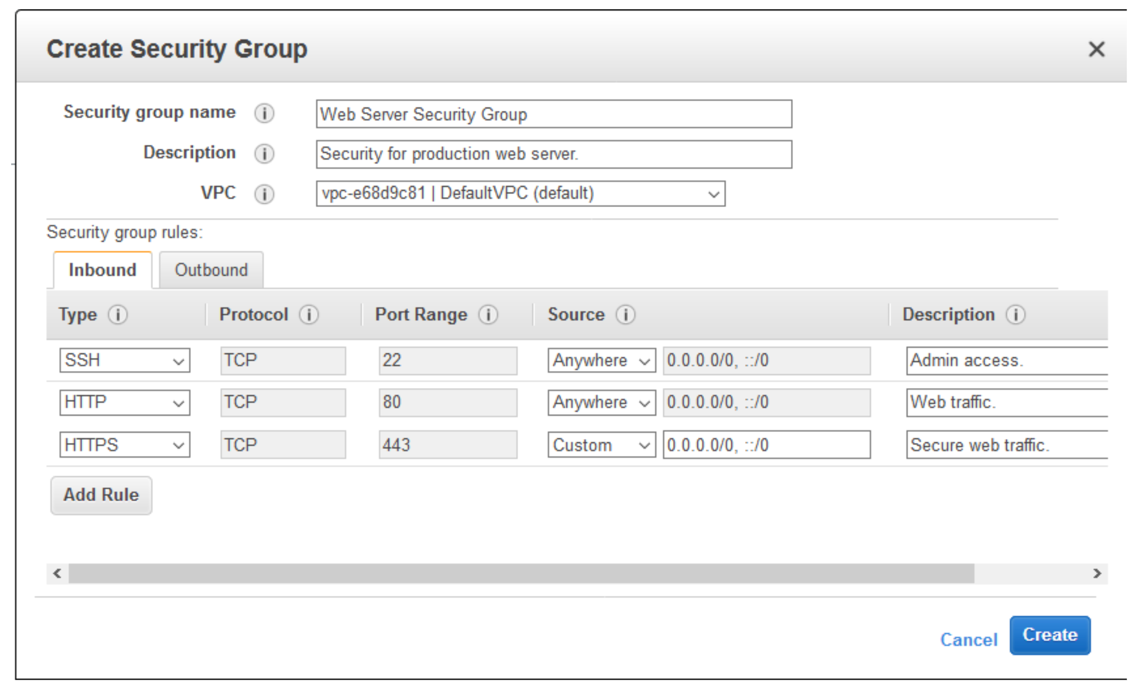 Create Security Group ×
Security group name i Web Server Security Group
Description i Security for production web server.
VPC i vpc-e68d9c81 | DefaultVPC (default)
Security group rules:
Inbound Outbound
Type i Protocol i Port Range i Source i Description i
SSH TCP 22 Anywhere 0.0.0.0/0, ::/0 Admin access.
HTTP TCP 80 Anywhere 0.0.0.0/0, ::/0 Web traffic.
HTTPS TCP 443 Custom 0.0.0.0/0, ::/0 Secure web traffic.
Add Rule
Cancel Create